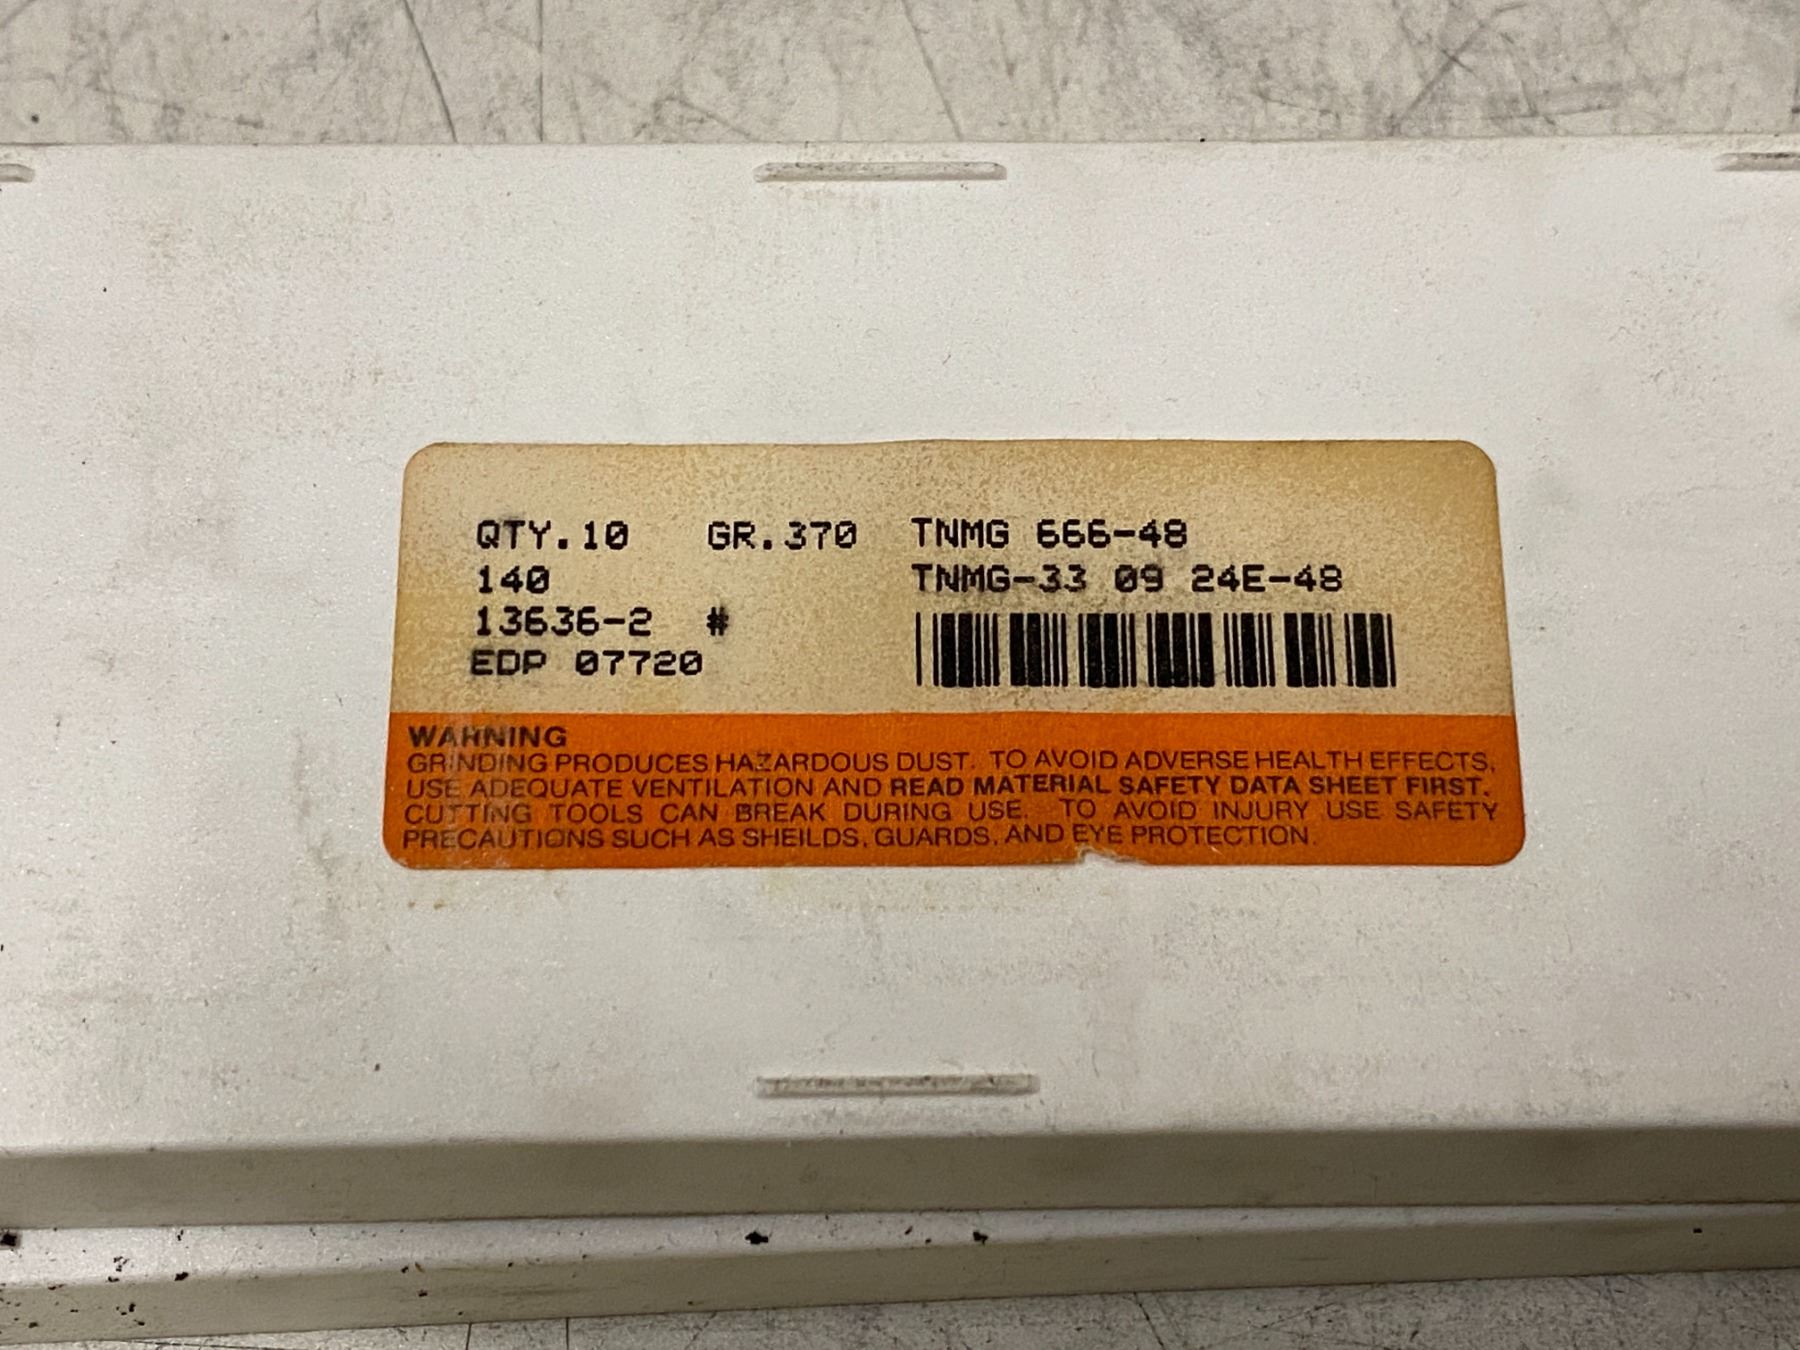 QTY.10 GR.370 TNMG 666-48
140 TNMG-33 09 24E-48
13636-2 #
EDP 07720
WARNING
GRINDING PRODUCES HAZARDOUS DUST. TO AVOID ADVERSE HEALTH EFFECTS,
USE ADEQUATE VENTILATION AND READ MATERIAL SAFETY DATA SHEET FIRST.
CUTTING TOOLS CAN BREAK DURING USE. TO AVOID INJURY USE SAFETY
PRECAUTIONS SUCH AS SHEILDS, GUARDS, AND EYE PROTECTION.